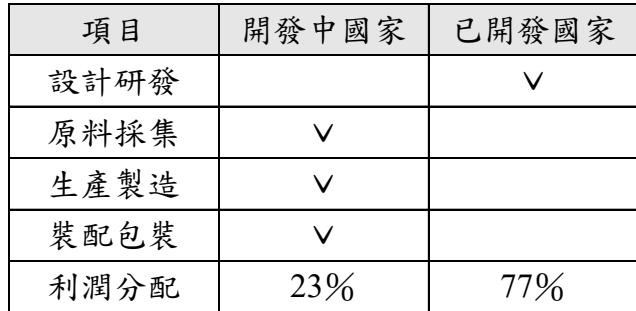 項目 開發中國家 已開發國家
設計研發 ∨
原料採集 ∨
生產製造 ∨
裝配包裝 ∨
利潤分配 23% 77%